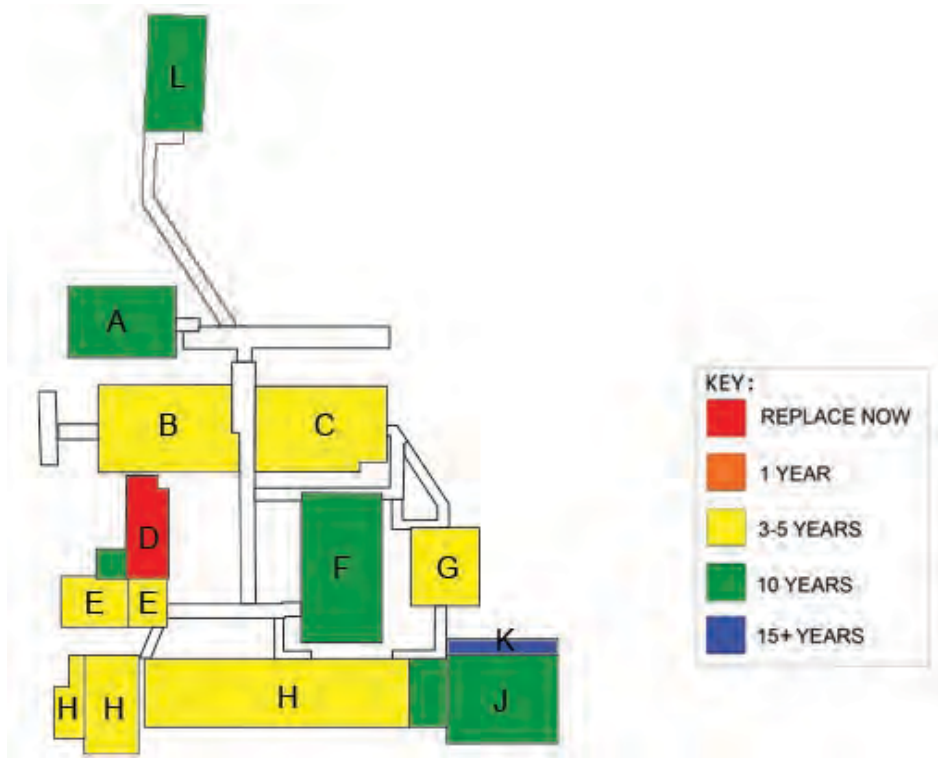 L
A
B C
D
F G
E E
K
H H H J
KEY:
REPLACE NOW
1 YEAR
3-5 YEARS
10 YEARS
15+ YEARS